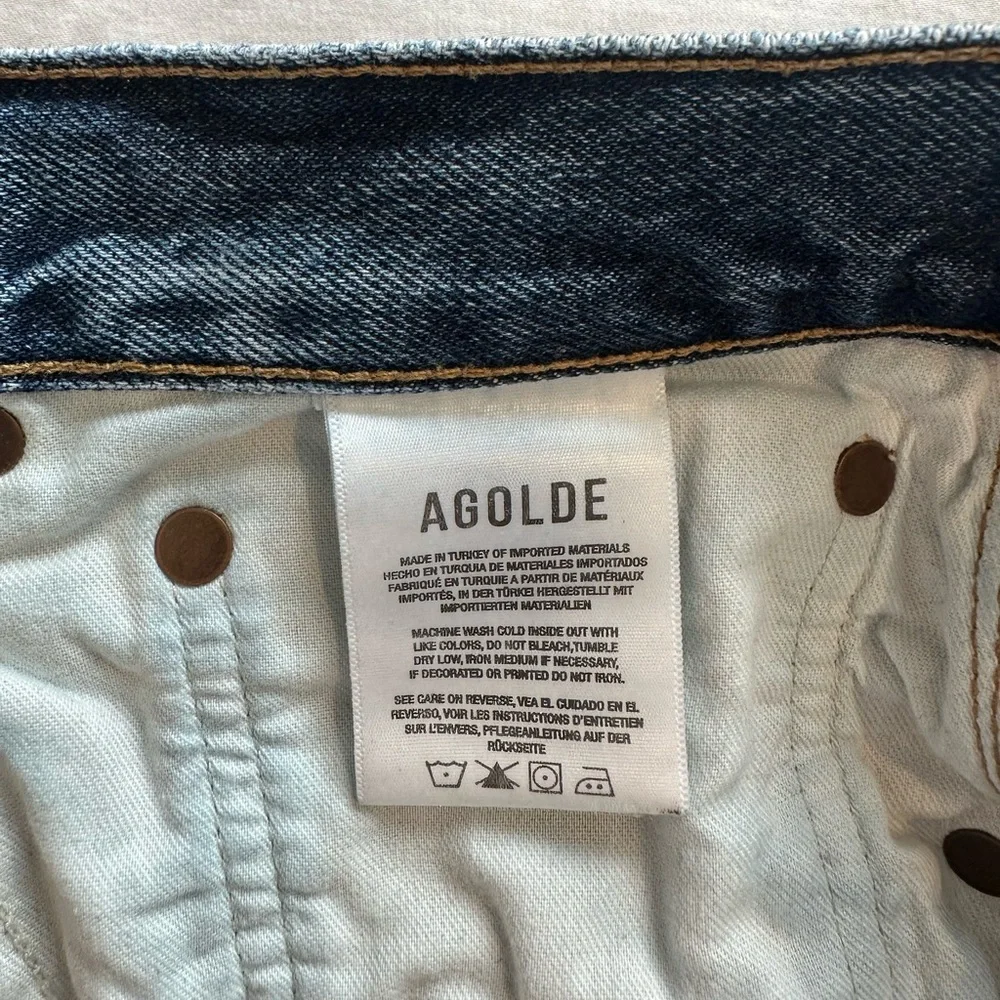 AGOLDE
MADE IN TURKEY OF IMPORTED MATERIALS
HECHO EN TURQUIA DE MATERIALES IMPORTADOS
FABRIQUÉ EN TURQUIE A PARTIR DE MATÉRIAUX
IMPORTÉS, IN DER TÜRKEI HERGESTELLT MIT
IMPORTIERTEN MATERIALIEN
MACHINE WASH COLD INSIDE OUT WITH
LIKE COLORS, DO NOT BLEACH,TUMBLE
DRY LOW, IRON MEDIUM IF NECESSARY,
IF DECORATED OR PRINTED DO NOT IRON.
SEE CARE ON REVERSE, VEA EL CUIDADO EN EL
REVERSO, VOIR LES INSTRUCTIONS D'ENTRETIEN
SUR L'ENVERS, PFLEGEANLEITUNG AUF DER
RÜCKSEITE